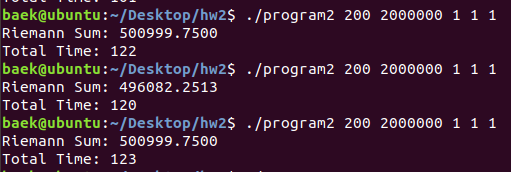 Total Time: 101
baek@ubuntu:~/Desktop/hw2$ ./program2 200 2000000 1 1 1
Riemann Sum: 500999.7500
Total Time: 122
baek@ubuntu:~/Desktop/hw2$ ./program2 200 2000000 1 1 1
Riemann Sum: 496082.2513
Total Time: 120
baek@ubuntu:~/Desktop/hw2$ ./program2 200 2000000 1 1 1
Riemann Sum: 500999.7500
Total Time: 123